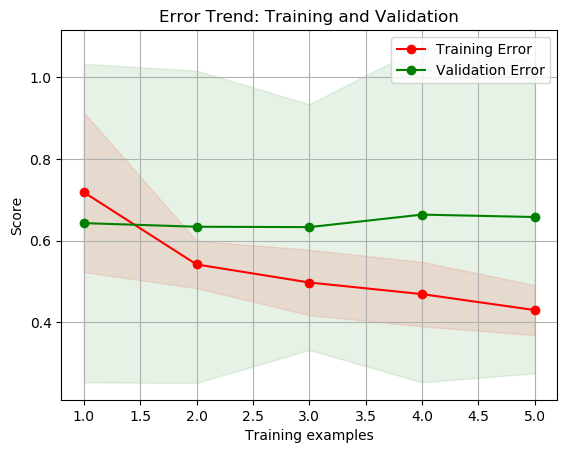 Error Trend: Training and Validation
Training Error
Validation Error
Score
1.0
0.8
0.6
0.4
1.0 1.5 2.0 2.5 3.0 3.5 4.0 4.5 5.0
Training examples